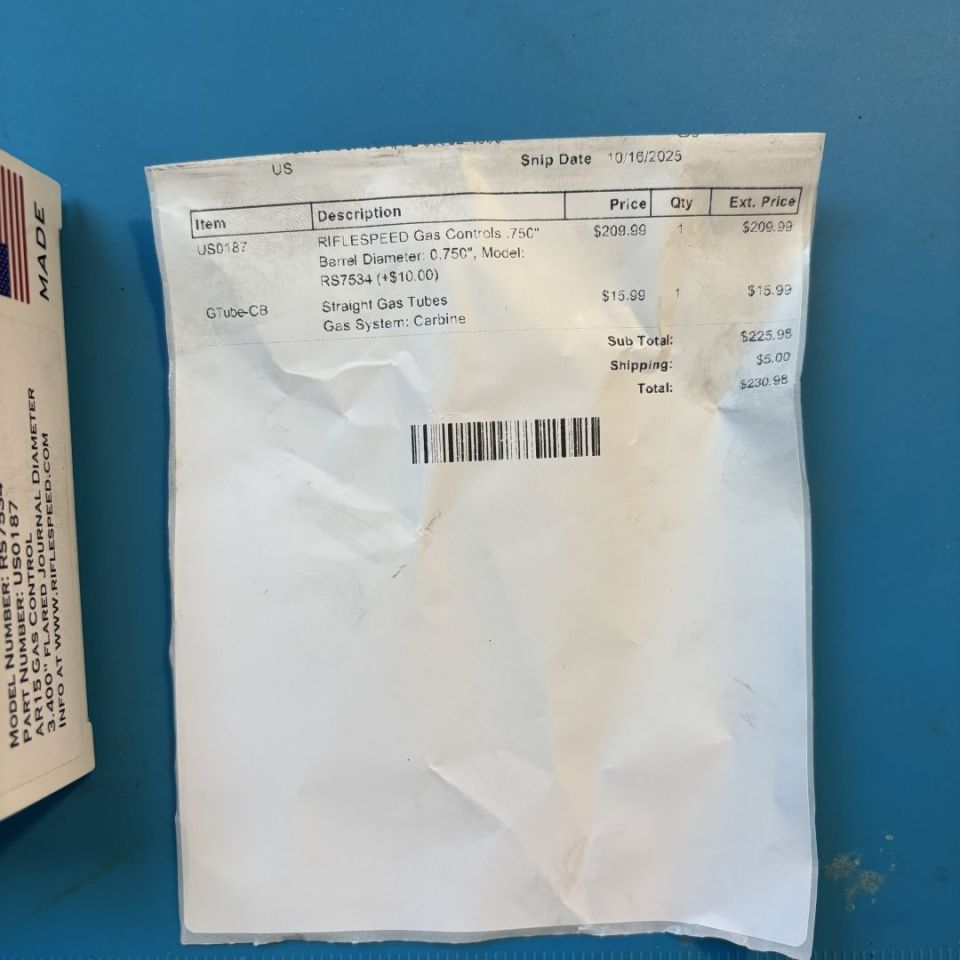 US
Ship Date 10/16/2025
Item Description Price Qty Ext. Price
US0187 RIFLESPEED Gas Controls .750" $209.99 1 $209.99
Barrel Diameter: 0.750", Model:
RS7534 (+$10.00)
GTube-CB Straight Gas Tubes $15.99 1 $15.99
Gas System: Carbine
Sub Total: $225.98
Shipping: $5.00
Total: $230.98
MADE
MODEL NUMBER: RS7534
PART NUMBER: US0187
AR15 GAS CONTROL
3.400" FLARED JOURNAL DIAMETER
INFO AT WWW.RIFLESPEED.COM